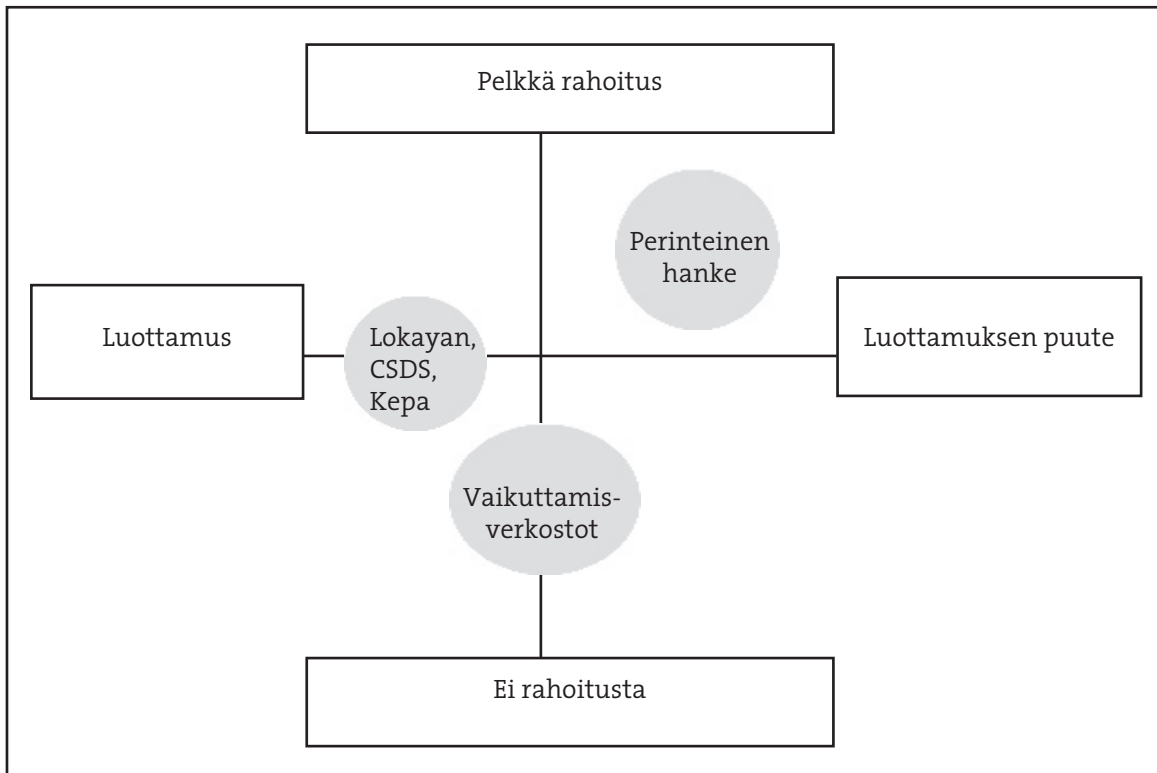 Pelkkä rahoitus
Perinteinen
hanke
Luottamus
Lokayan,
CSDS,
Kepa
Luottamuksen puute
Vaikuttamis-
verkostot
Ei rahoitusta